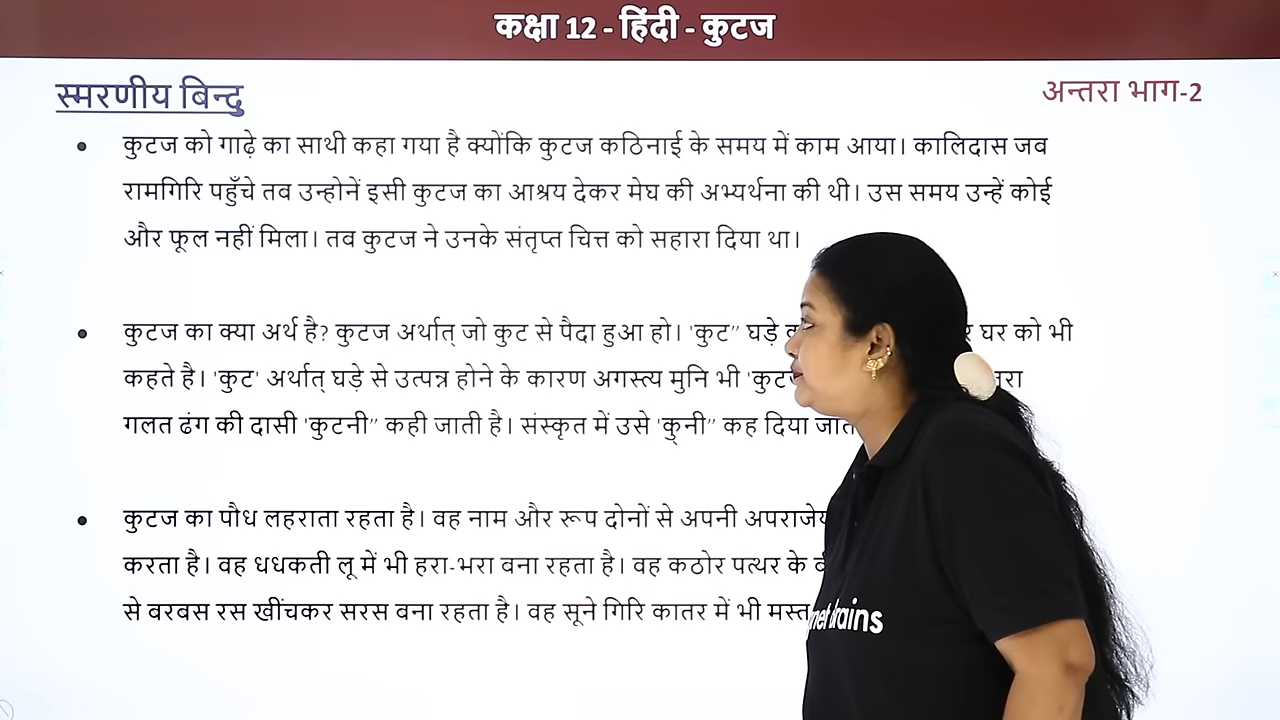 कक्षा 12 - हिंदी - कुटज
स्मरणीय बिन्दु
अन्तरा भाग-2
कुटज को गाढ़े का साथी कहा गया है क्योंकि कुटज कठिनाई के समय में काम आया। कालिदास जब
रामगिरि पहुँचे तब उन्होनें इसी कुटज का आश्रय देकर मेघ की अभ्यर्थना की थी। उस समय उन्हें कोई
और फूल नहीं मिला। तब कुटज ने उनके संतृप्त चित्त को सहारा दिया था।
कुटज का क्या अर्थ है? कुटज अर्थात् जो कुट से पैदा हुआ हो। 'कुट” घड़े घर को भी
कहते है। 'कुट' अर्थात् घड़े से उत्पन्न होने के कारण अगस्त्य मुनि भी
गलत ढंग की दासी 'कुटनी” कही जाती है। संस्कृत में उसे 'कुनी” कह दिया
कुटज का पौध लहराता रहता है। वह नाम और रूप दोनों से अपनी
करता है। वह धधकती लू में भी हरा-भरा वना रहता है। वह कठोर पत्थर के
से बरबस रस खींचकर सरस बना रहता है। वह सूने गिरि कातर में भी